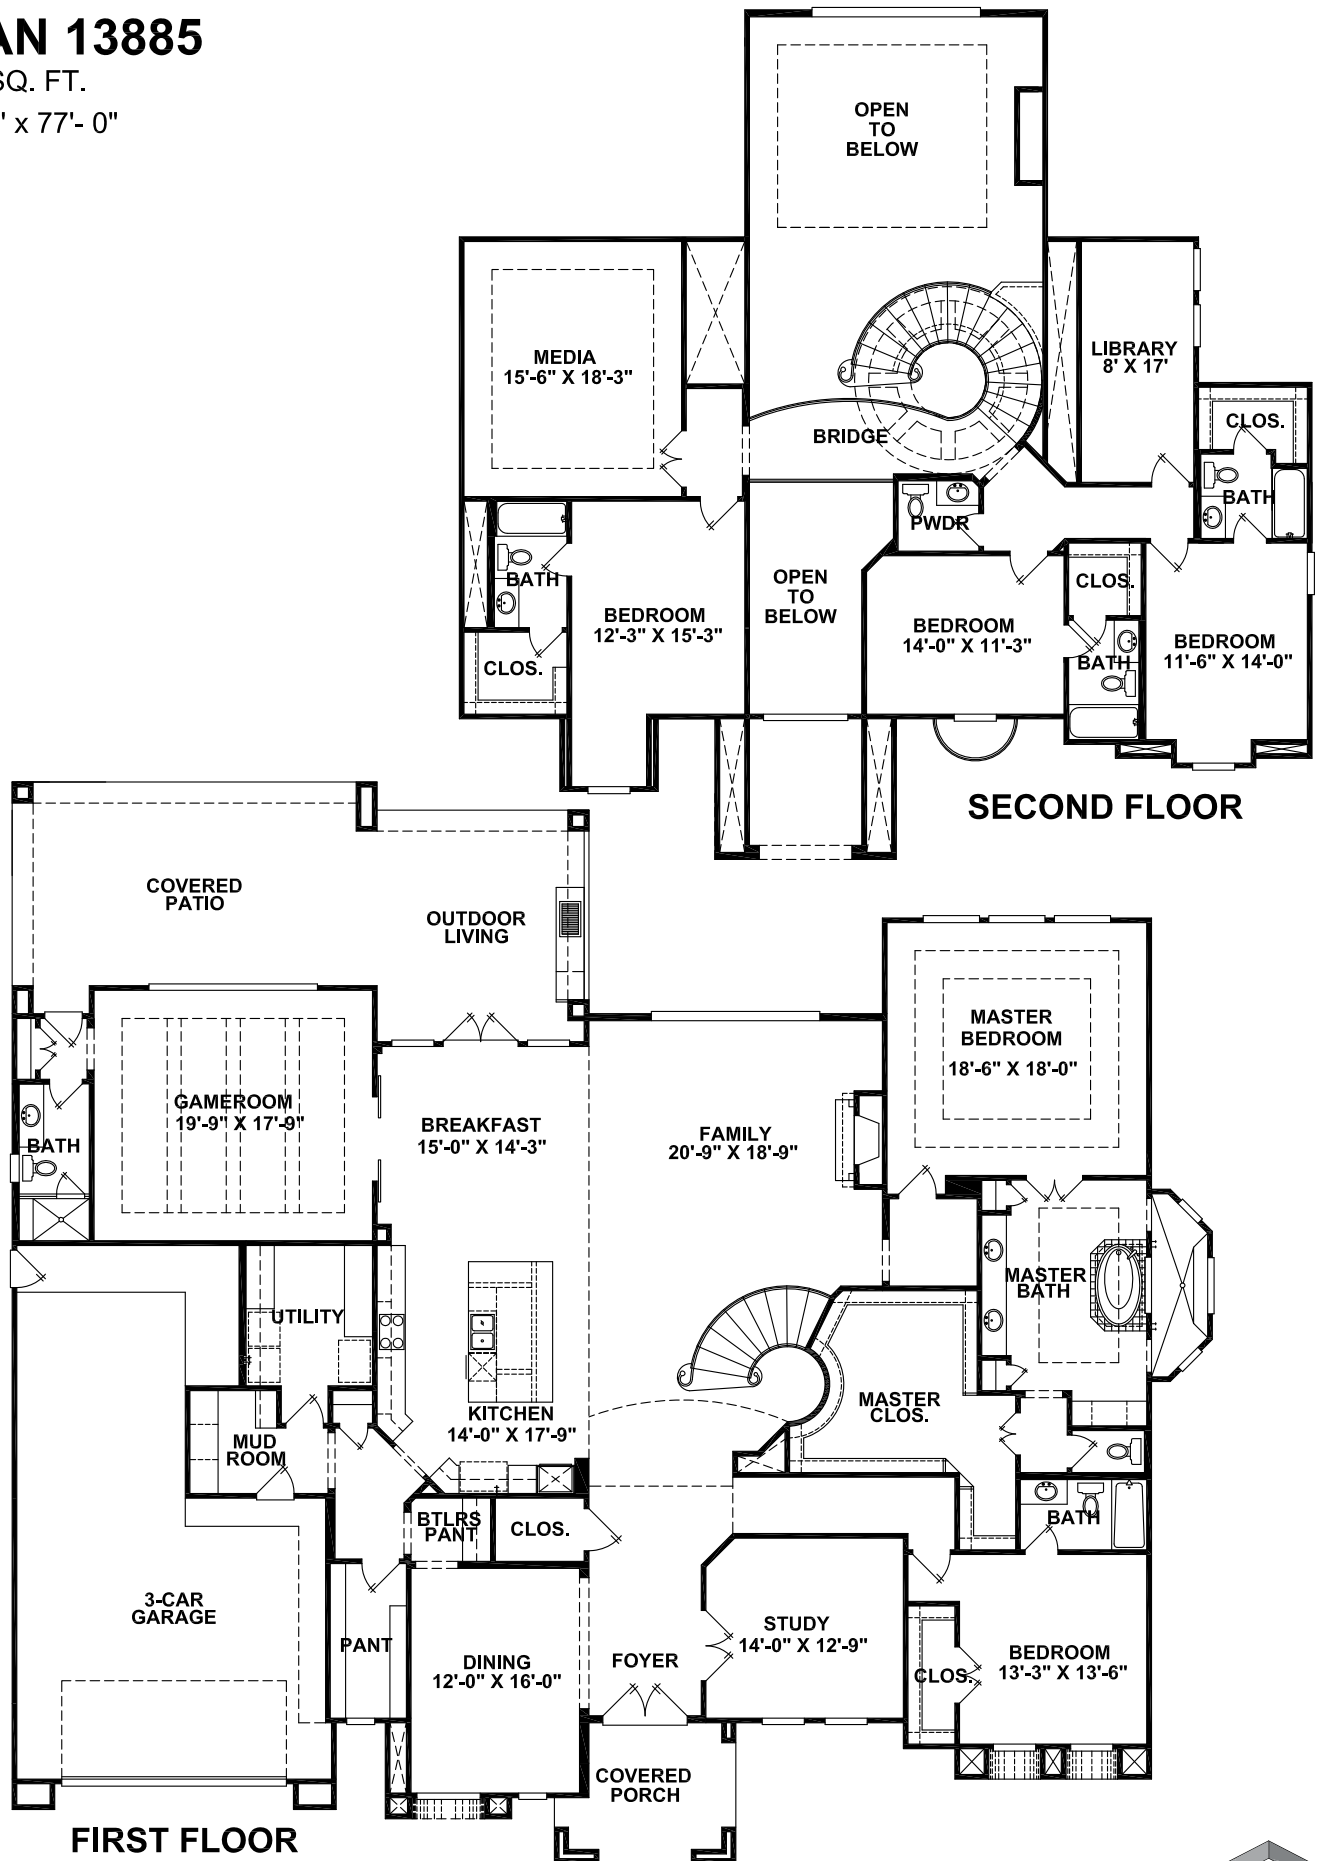 AN 13885
SQ. FT.
' x 77'- 0"
OPEN
TO
BELOW
MEDIA
15'-6" X 18'-3"
LIBRARY
8' X 17'
BRIDGE
CLOS.
BATH
PWDR
BATH
CLOS.
OPEN
TO
BELOW
BEDROOM
12'-3" X 15'-3"
BEDROOM
14'-0" X 11'-3"
CLOS.
BATH
BEDROOM
11'-6" X 14'-0"
SECOND FLOOR
COVERED
PATIO
OUTDOOR
LIVING
MASTER
BEDROOM
18'-6" X 18'-0"
GAMEROOM
19'-9" X 17'-9"
BATH
BREAKFAST
15'-0" X 14'-3"
FAMILY
20'-9" X 18'-9"
UTILITY
MASTER
BATH
KITCHEN
14'-0" X 17'-9"
MASTER
CLOS.
MUD
ROOM
BTLRS
PANT
CLOS.
BATH
3-CAR
GARAGE
PANT
DINING
12'-0" X 16'-0"
FOYER
STUDY
14'-0" X 12'-9"
CLOS.
BEDROOM
13'-3" X 13'-6"
COVERED
PORCH
FIRST FLOOR